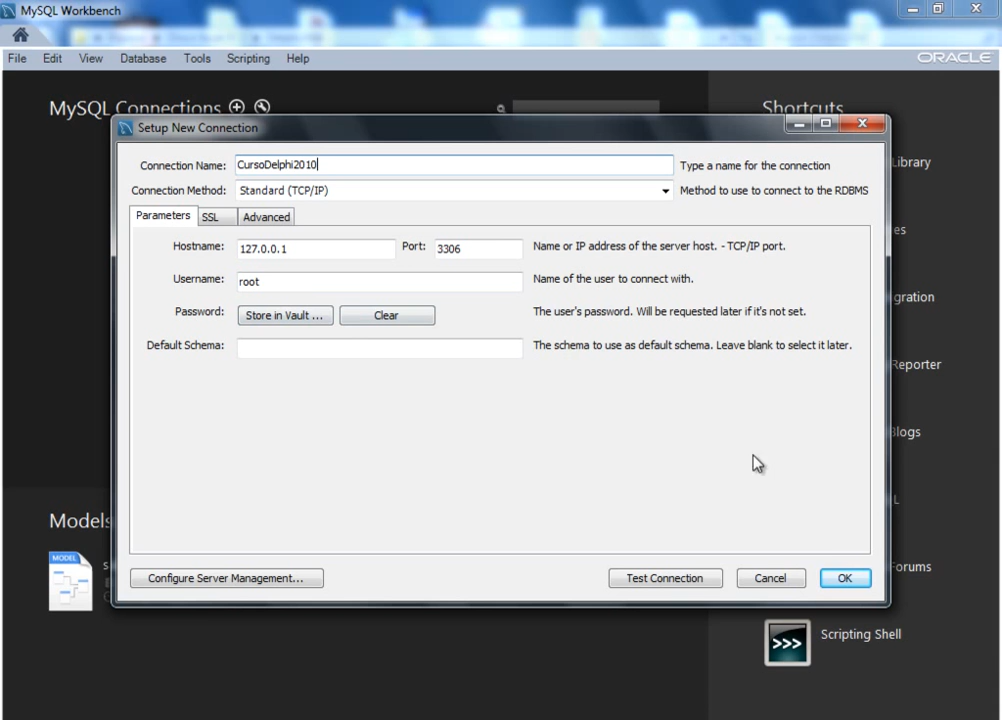 MySQL Workbench
File Edit View Database Tools Scripting Help
ORACLE
MySQL Connections
Shortcuts
Setup New Connection
Connection Name: CursoDelphi2010 Type a name for the connection
Connection Method: Standard (TCP/IP) Method to use to connect to the RDBMS
Parameters SSL Advanced
Hostname: 127.0.0.1 Port: 3306 Name or IP address of the server host. - TCP/IP port.
Username: root Name of the user to connect with.
Password: Store in Vault ... Clear The user's password. Will be requested later if it's not set.
Default Schema: The schema to use as default schema. Leave blank to select it later.
Configure Server Management... Test Connection Cancel OK
Library
es
gration
Reporter
Blogs
L
Forums
Models
MODEL
s
>>> Scripting Shell